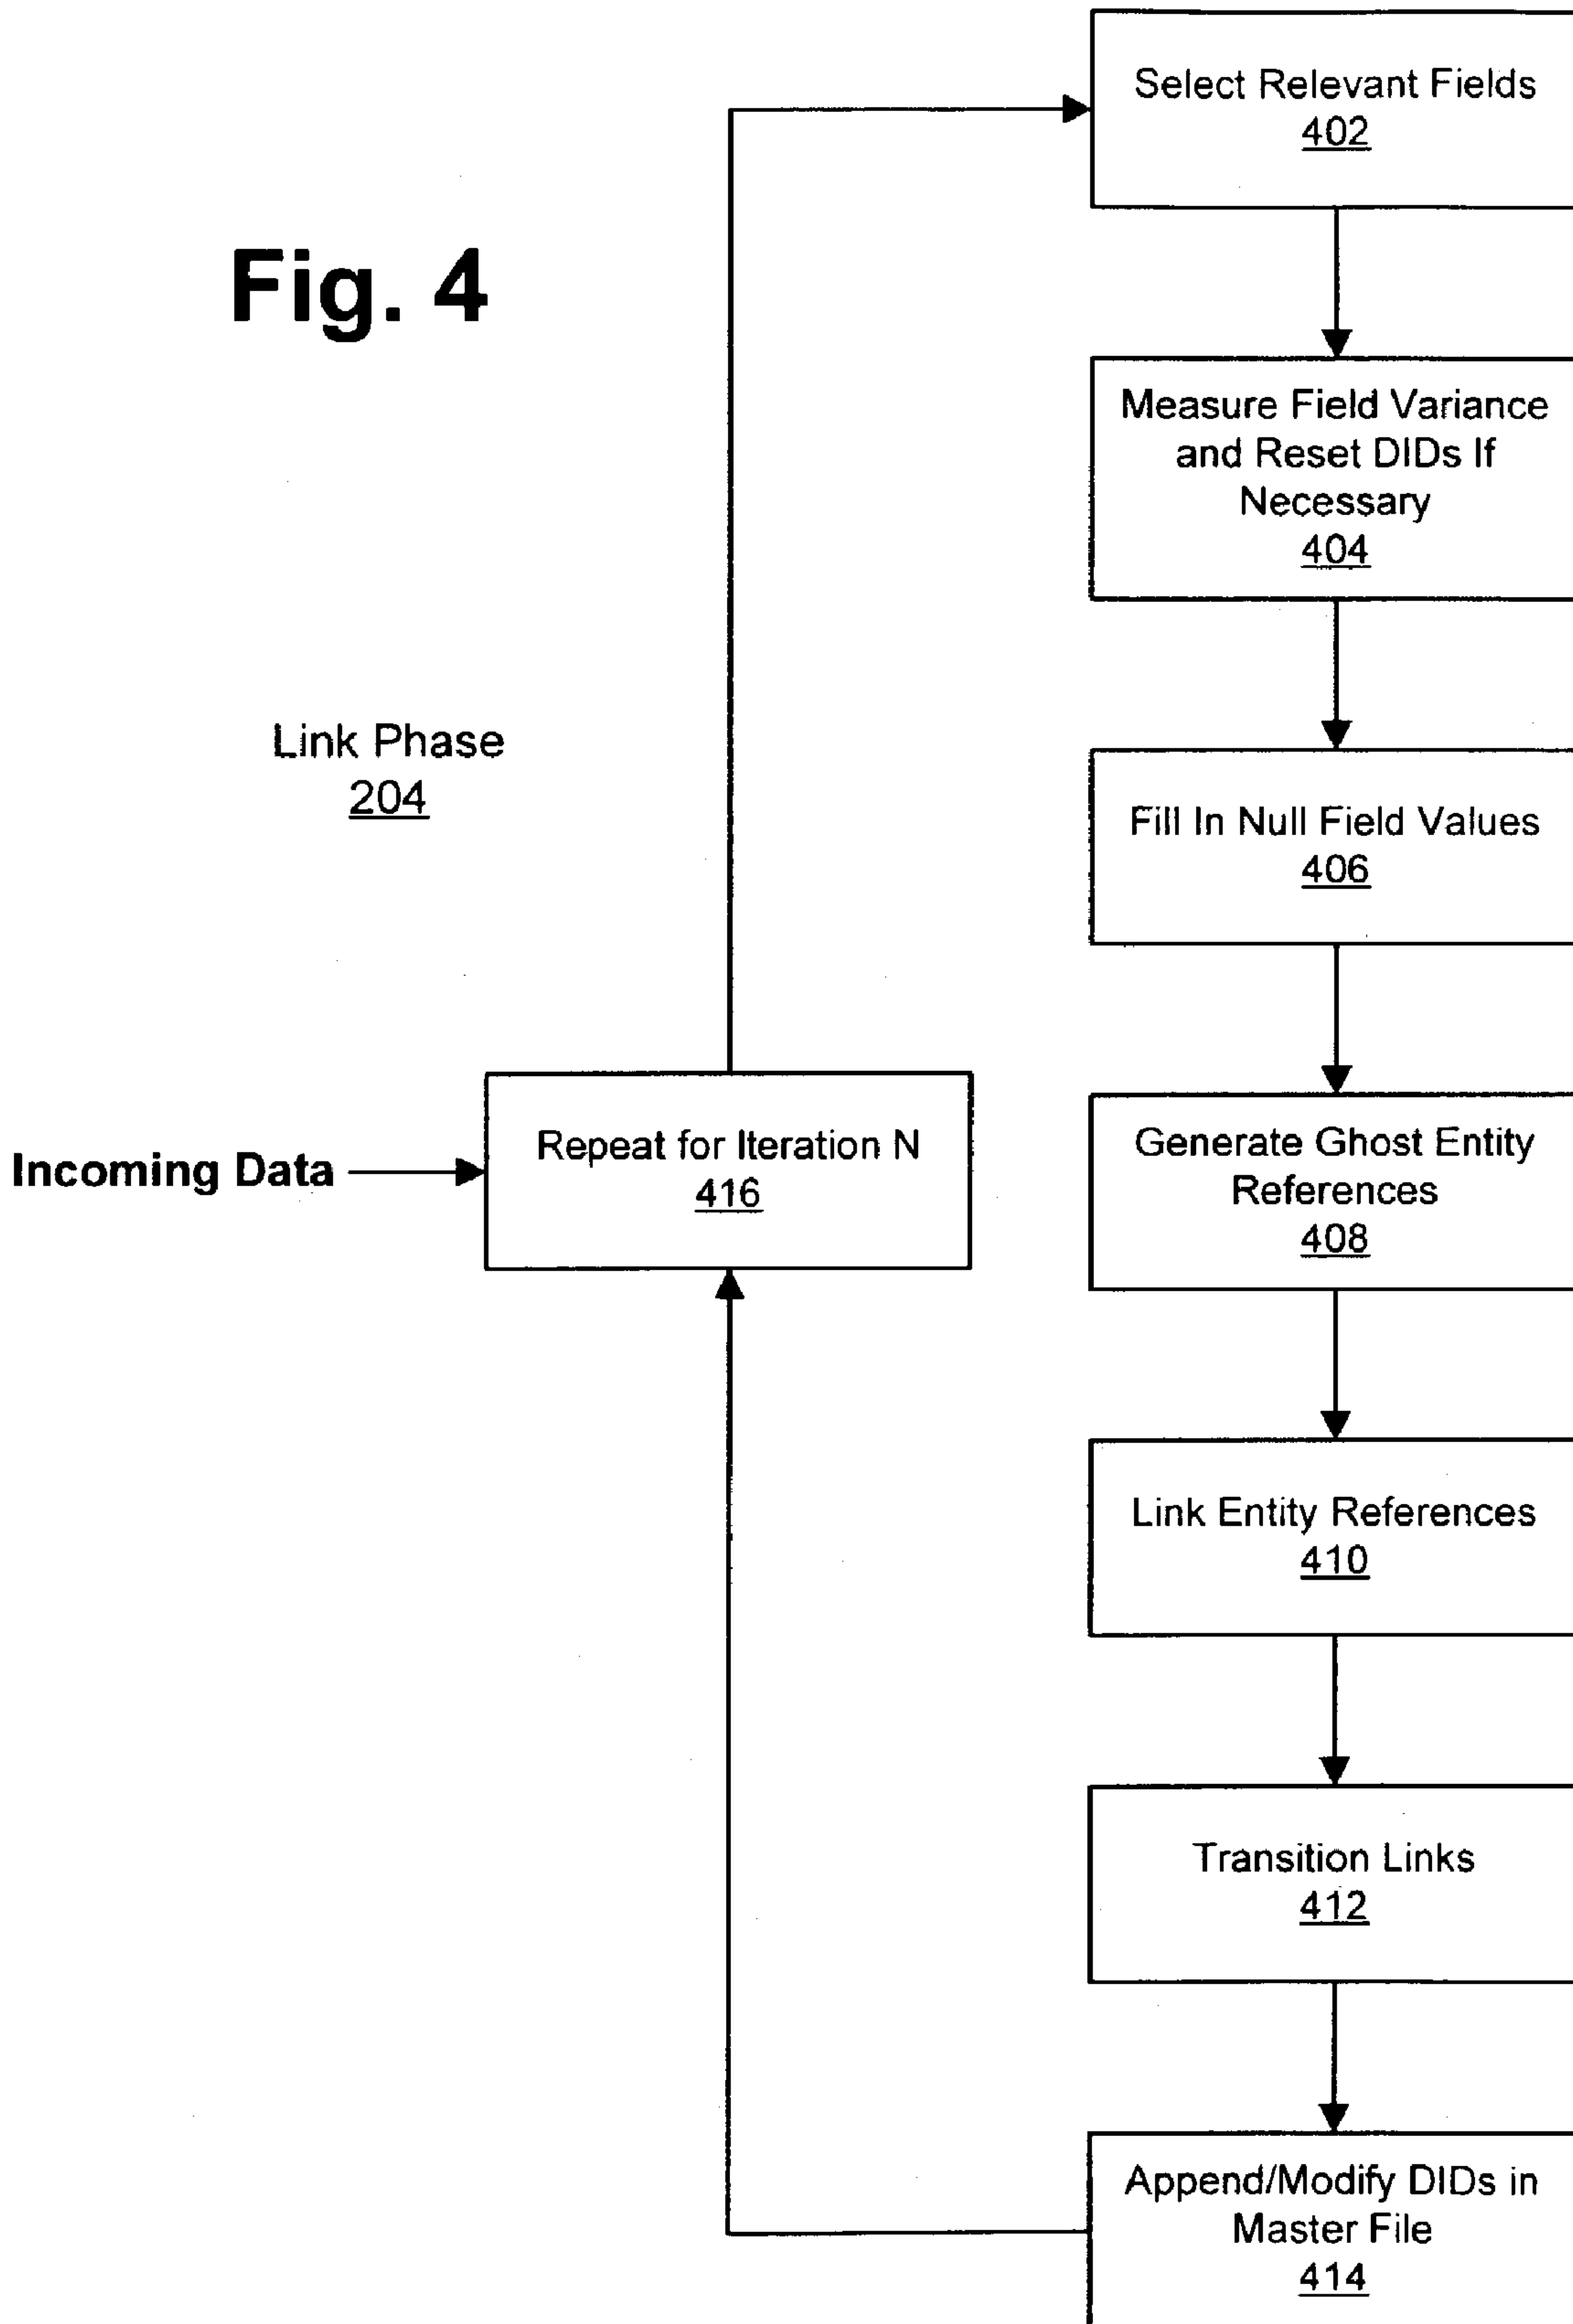 Fig. 4
Link Phase
204
Incoming Data
Repeat for Iteration N
416
Select Relevant Fields
402
Measure Field Variance
and Reset DIDs If
Necessary
404
Fill In Null Field Values
406
Generate Ghost Entity
References
408
Link Entity References
410
Transition Links
412
Append/Modify DIDs in
Master File
414